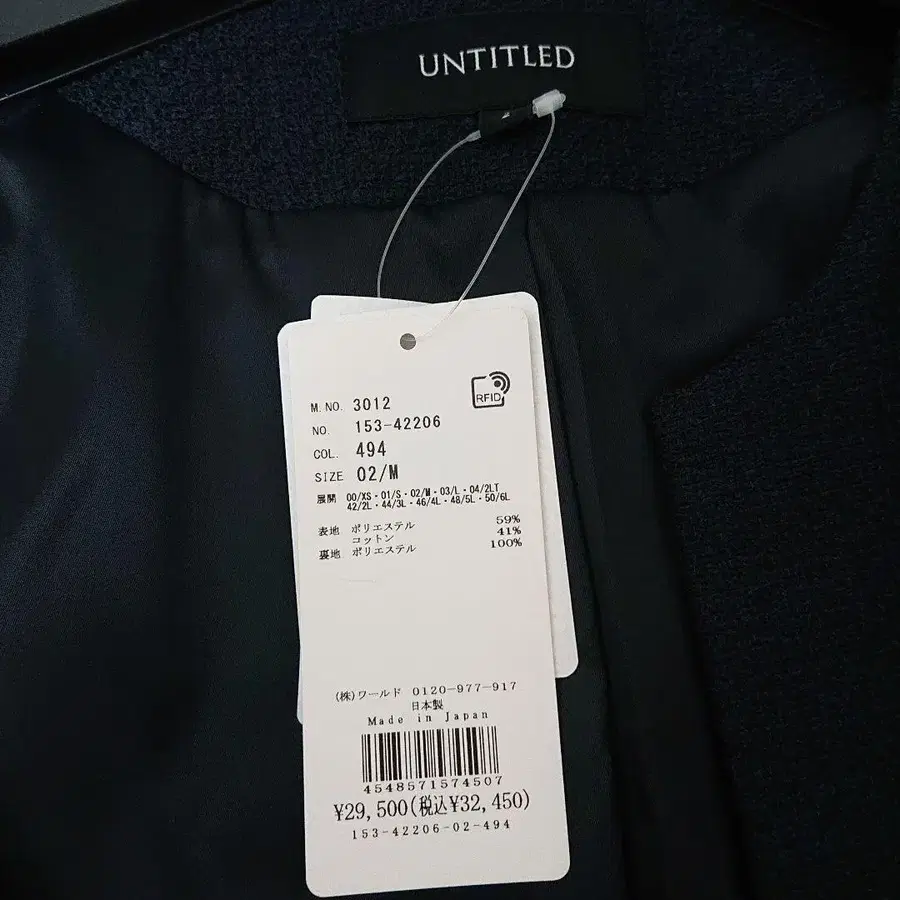 UNTITLED
RFID
M. NO. 3012
NO. 153-42206
COL. 494
SIZE 02/M
展開 00/XS・01/S・02/M・03/L・04/2LT
42/2L・44/3L・46/4L・48/5L・50/6L
表地 ポリエステル 59%
コットン 41%
裏地 ポリエステル 100%
(株)ワールド 0120-977-917
日本製
Made in Japan
4548571574507
¥29,500(税込¥32,450)
153-42206-02-494